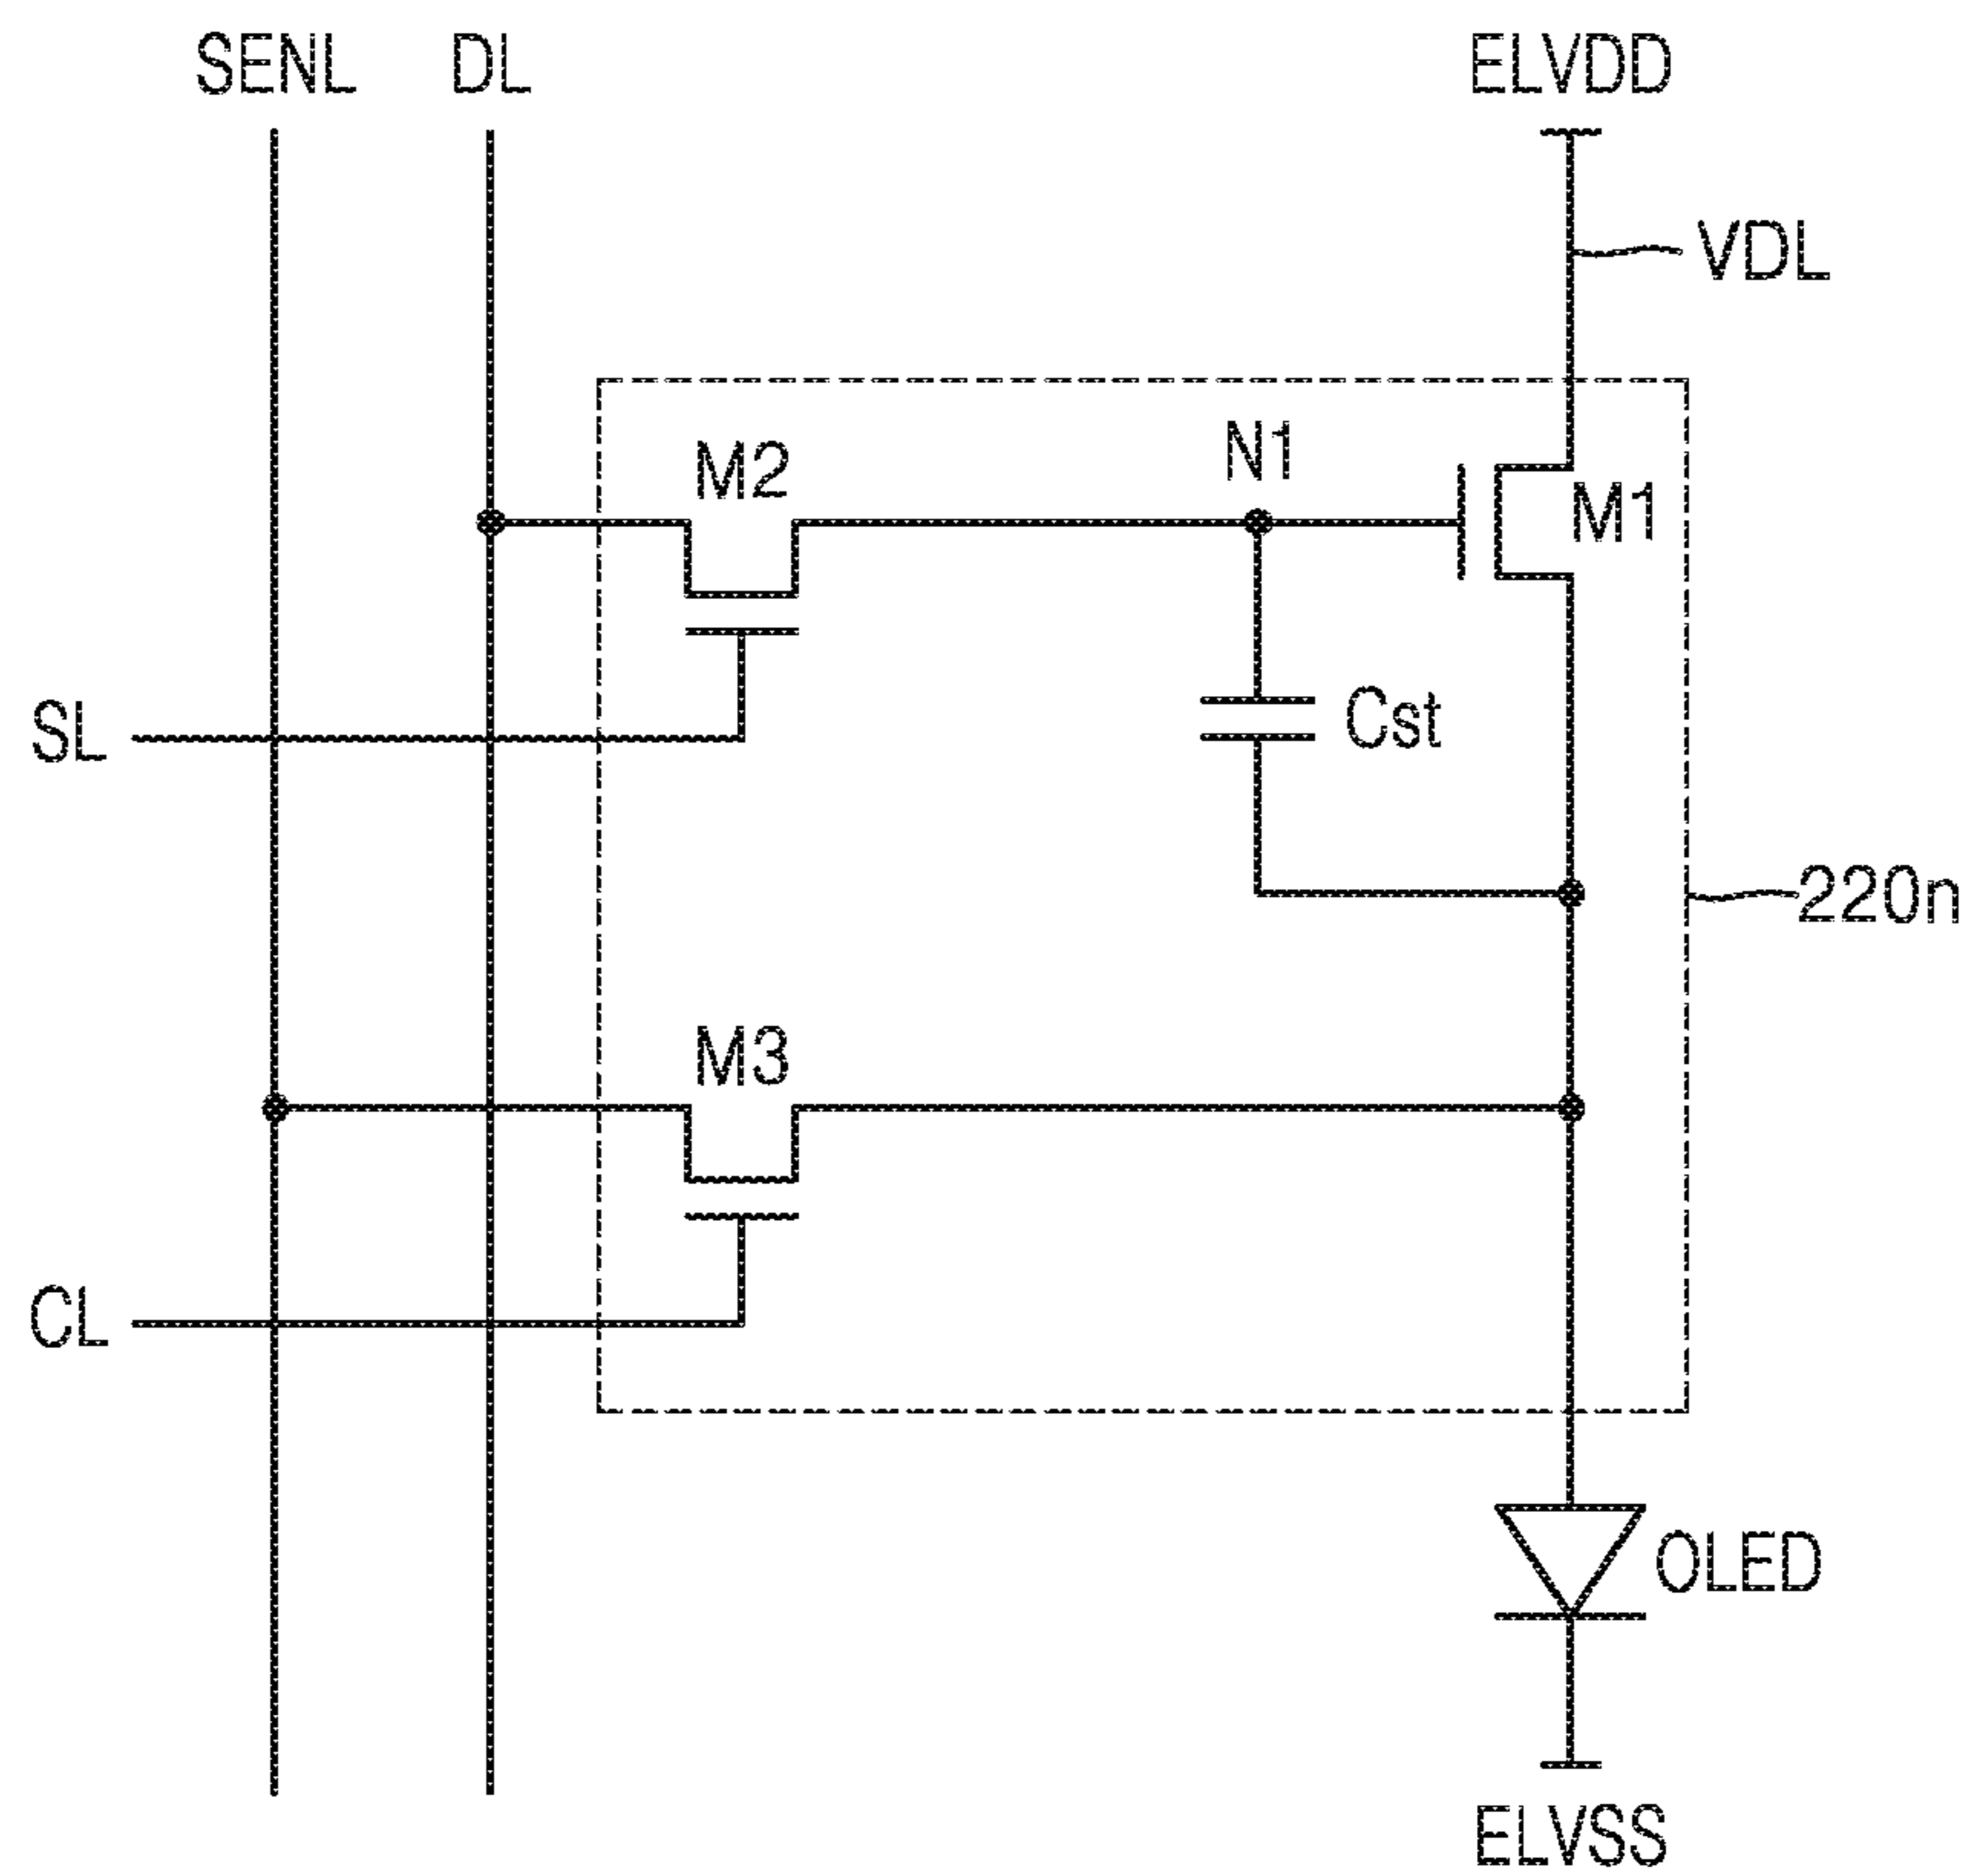 SENL DL ELVDD
VDL
M2 N1
M1
SL Cst
220n
M3
CL
OLED
ELVSS